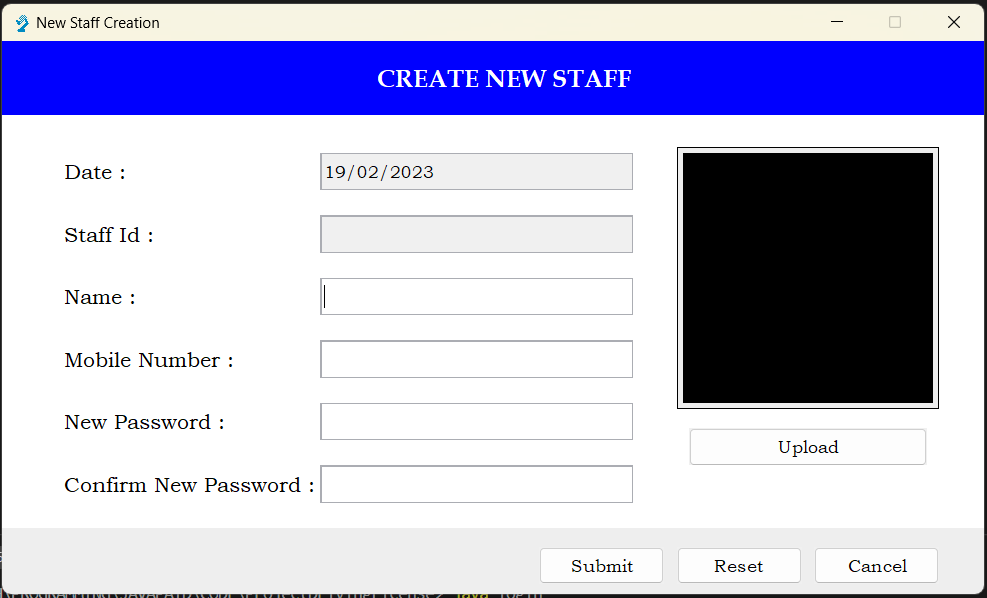 New Staff Creation
CREATE NEW STAFF
Date : 19/02/2023
Staff Id :
Name :
Mobile Number :
New Password :
Confirm New Password :
Upload
Submit Reset Cancel